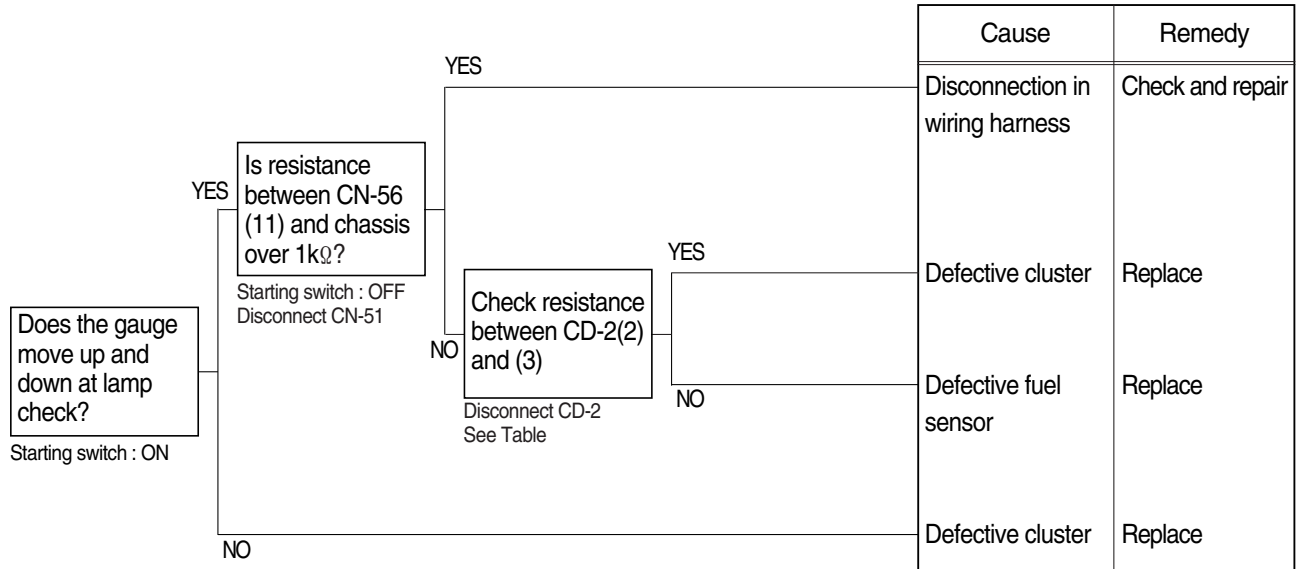 Cause
Remedy
YES
Disconnection in
wiring harness
Check and repair
YES
Is resistance
between CN-56
(11) and chassis
over 1kΩ?
Starting switch : OFF
Disconnect CN-51
YES
Defective cluster
Replace
Does the gauge
move up and
down at lamp
check?
Starting switch : ON
NO
Check resistance
between CD-2(2)
and (3)
Disconnect CD-2
See Table
NO
Defective fuel
sensor
Replace
NO
Defective cluster
Replace